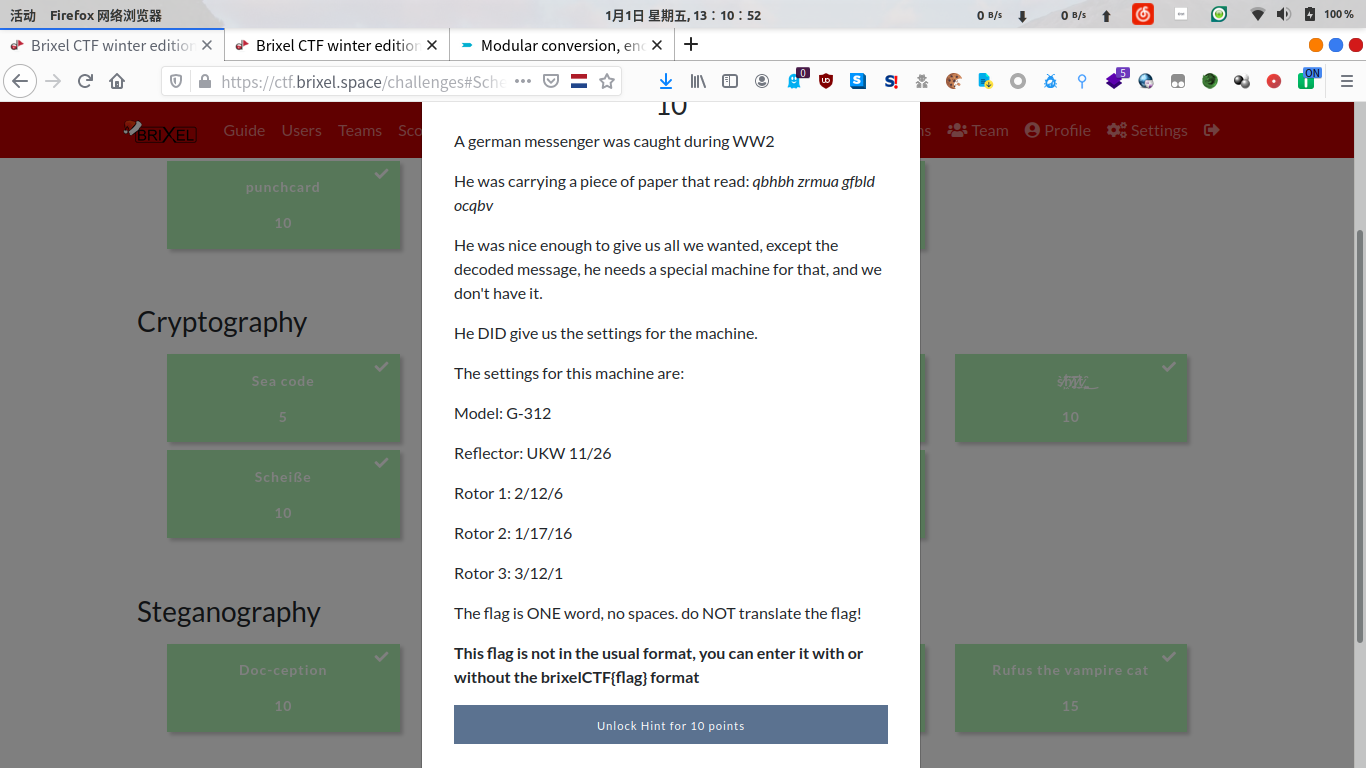 活动 Firefox 网络浏览器 1月1日 星期五, 13∶10∶52 0 B/s 0 B/s 100 %
Brixel CTF winter edition Brixel CTF winter edition Modular conversion, enc
https://ctf.brixel.space/challenges#Sche 0 5 ON
10
BRIXEL Guide Users Teams Sco ns Team Profile Settings
A german messenger was caught during WW2
punchcard
He was carrying a piece of paper that read: qbhbh zrmua gfbld
ocqbv
10
He was nice enough to give us all we wanted, except the
decoded message, he needs a special machine for that, and we
don't have it.
Cryptography
He DID give us the settings for the machine.
The settings for this machine are:
Sea code
5
10
Model: G-312
Reflector: UKW 11/26
Scheiße
10
Rotor 1: 2/12/6
Rotor 2: 1/17/16
Rotor 3: 3/12/1
Steganography
The flag is ONE word, no spaces. do NOT translate the flag!
This flag is not in the usual format, you can enter it with or
without the brixelCTF{flag} format
Doc-ception
10
Rufus the vampire cat
15
Unlock Hint for 10 points